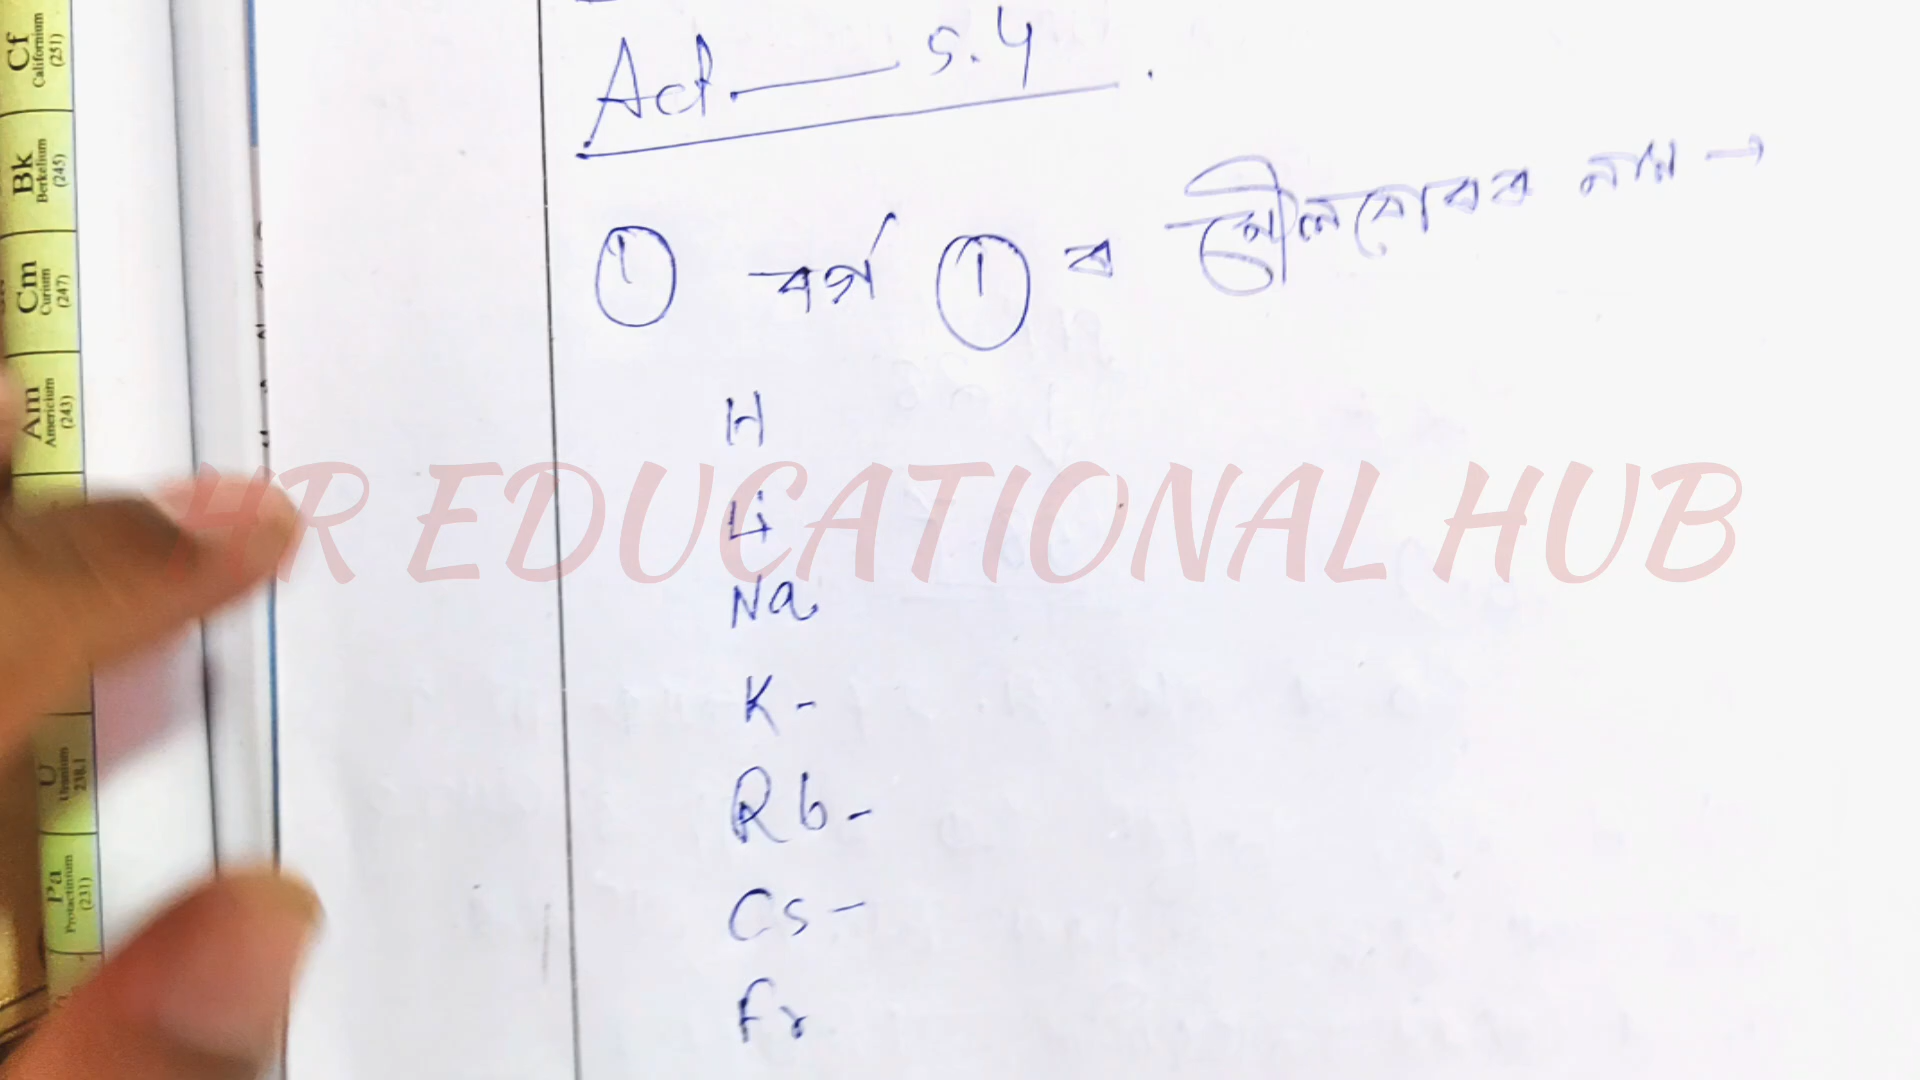 Act. — 5.4
① বৰ্গ ① ৰ মৌলবোৰৰ নাম →
H
Li
Na
K -
Rb -
Cs -
Fr
HR EDUCATIONAL HUB
Cf
Californium
(251)
Bk
Berkelium
(245)
Cm
Curium
(247)
Am
Americium
(243)
U
Uranium
238.1
Pa
Protactinium
(231)